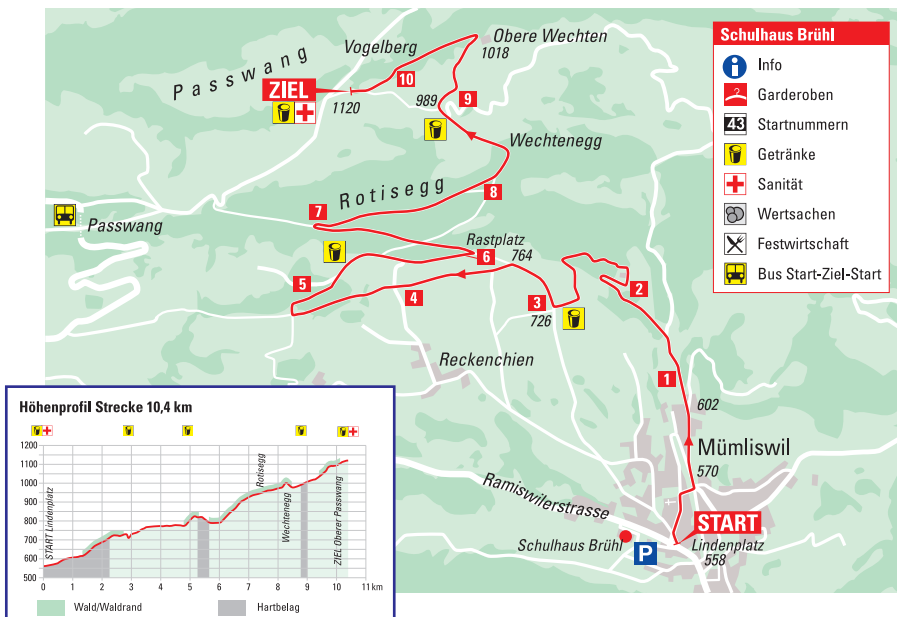 Schulhaus Brühl
Info
Garderoben
43 Startnummern
Getränke
Sanität
Wertsachen
Festwirtschaft
Bus Start-Ziel-Start
Passwang
Vogelberg
Obere Wechten
1018
10
ZIEL
1120
989
9
Wechtenegg
8
Rotisegg
7
Passwang
Rastplatz
6
764
5
4
3
726
2
1
Reckenchien
602
Mümliswil
570
Ramiswilerstrasse
START
Schulhaus Brühl
P
Lindenplatz
558
Höhenprofil Strecke 10,4 km
1200
1100
1000
900
800
700
600
500
START Lindenplatz
Rotisegg
Wechtenegg
ZIEL Oberer Passwang
0 1 2 3 4 5 6 7 8 9 10 11 km
Wald/Waldrand
Hartbelag